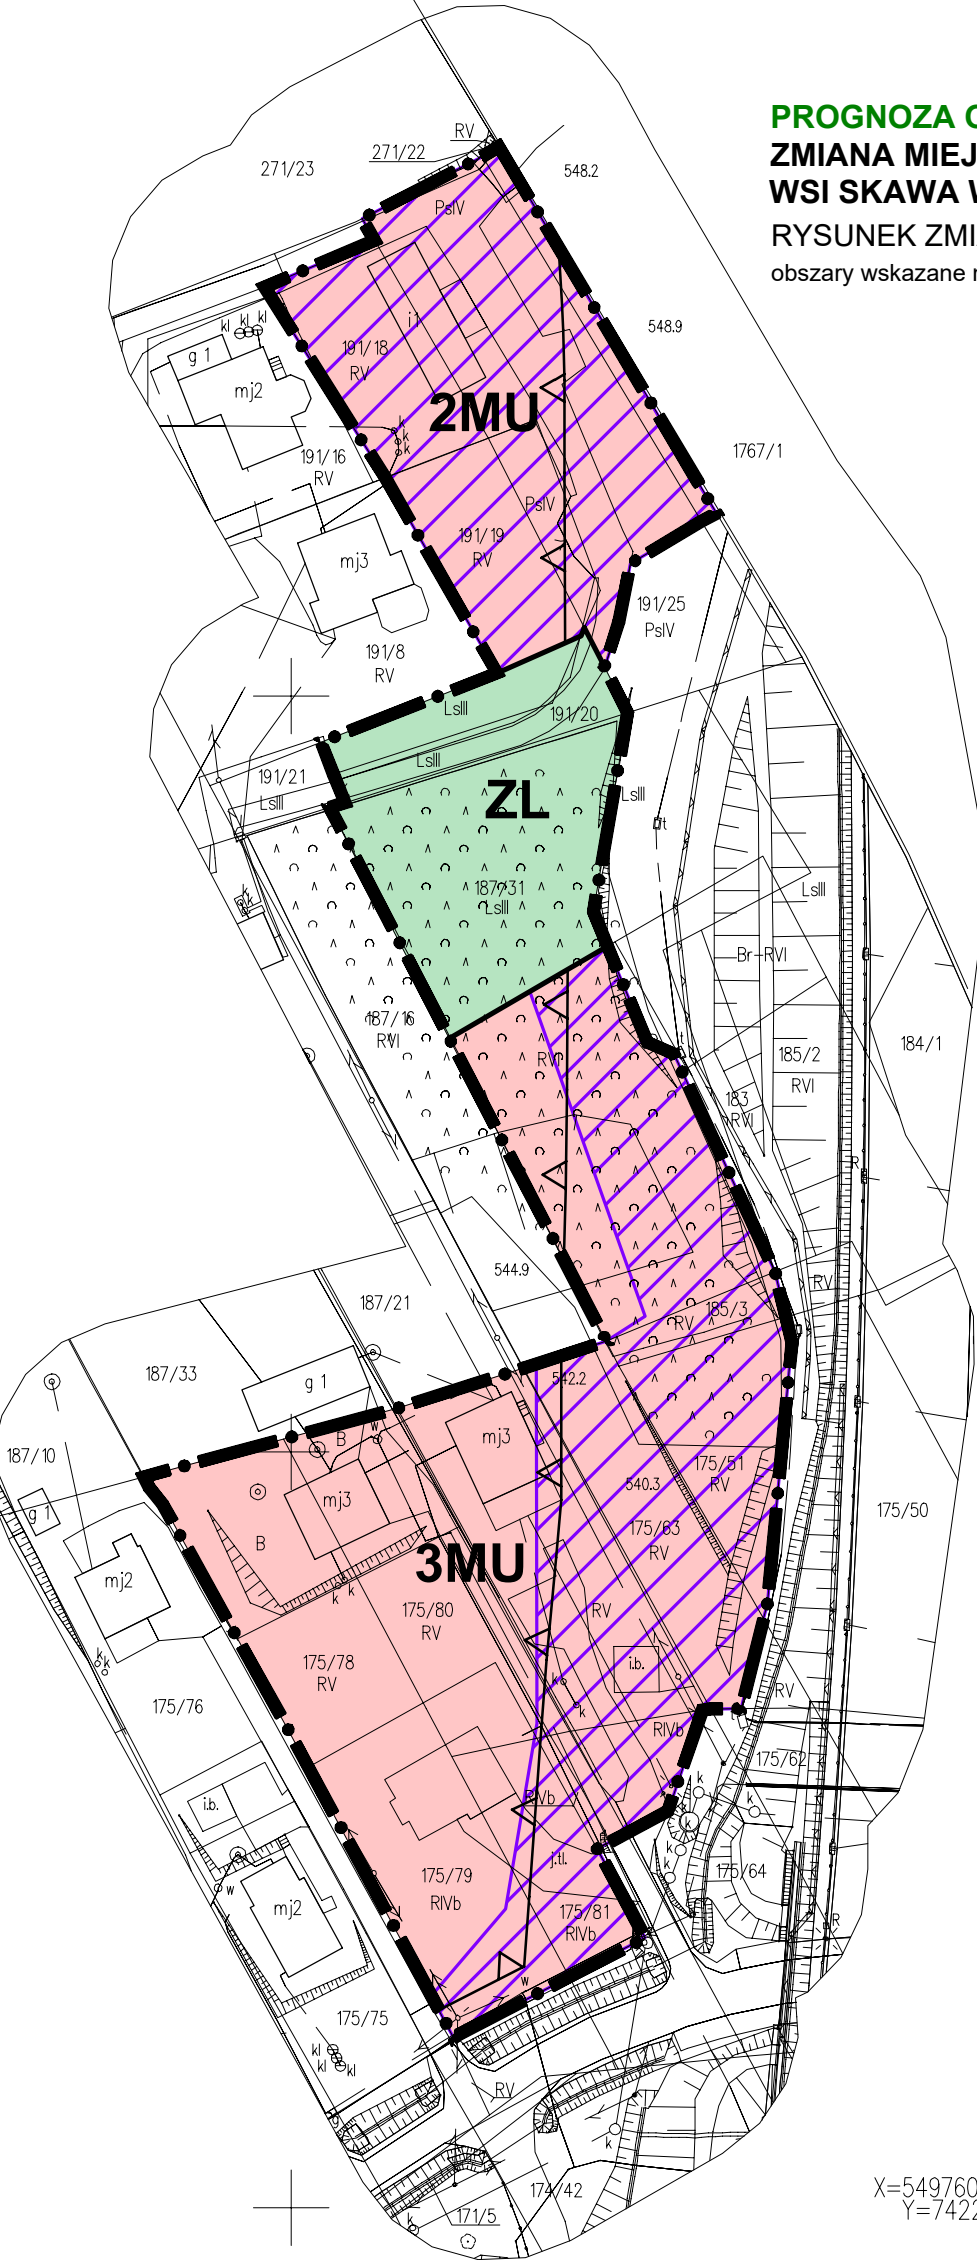 PROGNOZA
ZMIANA MIEJ
WSI SKAWA
RYSUNEK ZMI
obszary wskazane
RV
271/22
271/23
548.2
PsIV
548.9
kl kl kl
g 1
i1
191/18
RV
mj2
2MU
k
k
k
1767/1
191/16
RV
PsIV
191/19
RV
mj3
191/25
PsIV
191/8
RV
LsIII
191/20
LsIII
191/21
LsIII
ZL
LsIII
t
187/31
LsIII
LsIII
k
k
Br-RVI
187/16
RVI
184/1
185/2
RVI
RVI
183
RVI
R
544.9
RV
187/21
185/3
RV
187/33
542.2
g 1
w
B
mj3
187/10
175/51
RV
540.3
mj3
g 1
175/50
175/63
RV
B
3MU
mj2
k
k
175/80
RV
RV
175/78
RV
i.b.
k
k
k
k
175/76
RV
RIVb
175/62
i.b.
RIVb
k
k
k
k
k
j.tl.
175/79
RIVb
175/64
w
mj2
175/81
RIVb
R
w
175/75
kl
kl
kl
RV
k
174/42
171/5
k
X=549760
Y=7422